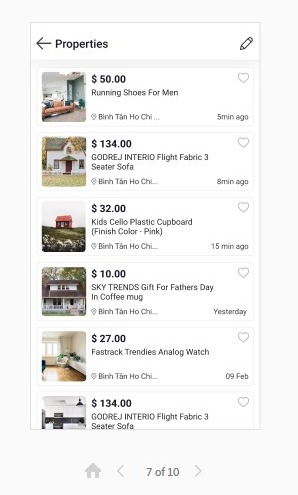 Properties
$ 50.00
Running Shoes For Men
Bình Tân Ho Chi ...
5min ago
$ 134.00
GODREJ INTERIO Flight Fabric 3
Seater Sofa
Bình Tân Ho Chi...
8min ago
$ 32.00
Kids Cello Plastic Cupboard
(Finish Color - Pink)
Bình Tân Ho Chi...
15 min ago
$ 10.00
SKY TRENDS Gift For Fathers Day
In Coffee mug
Bình Tân Ho Chi...
Yesterday
$ 27.00
Fastrack Trendies Analog Watch
Bình Tân Ho Chi...
09 Feb
$ 134.00
GODREJ INTERIO Flight Fabric 3
7 of 10